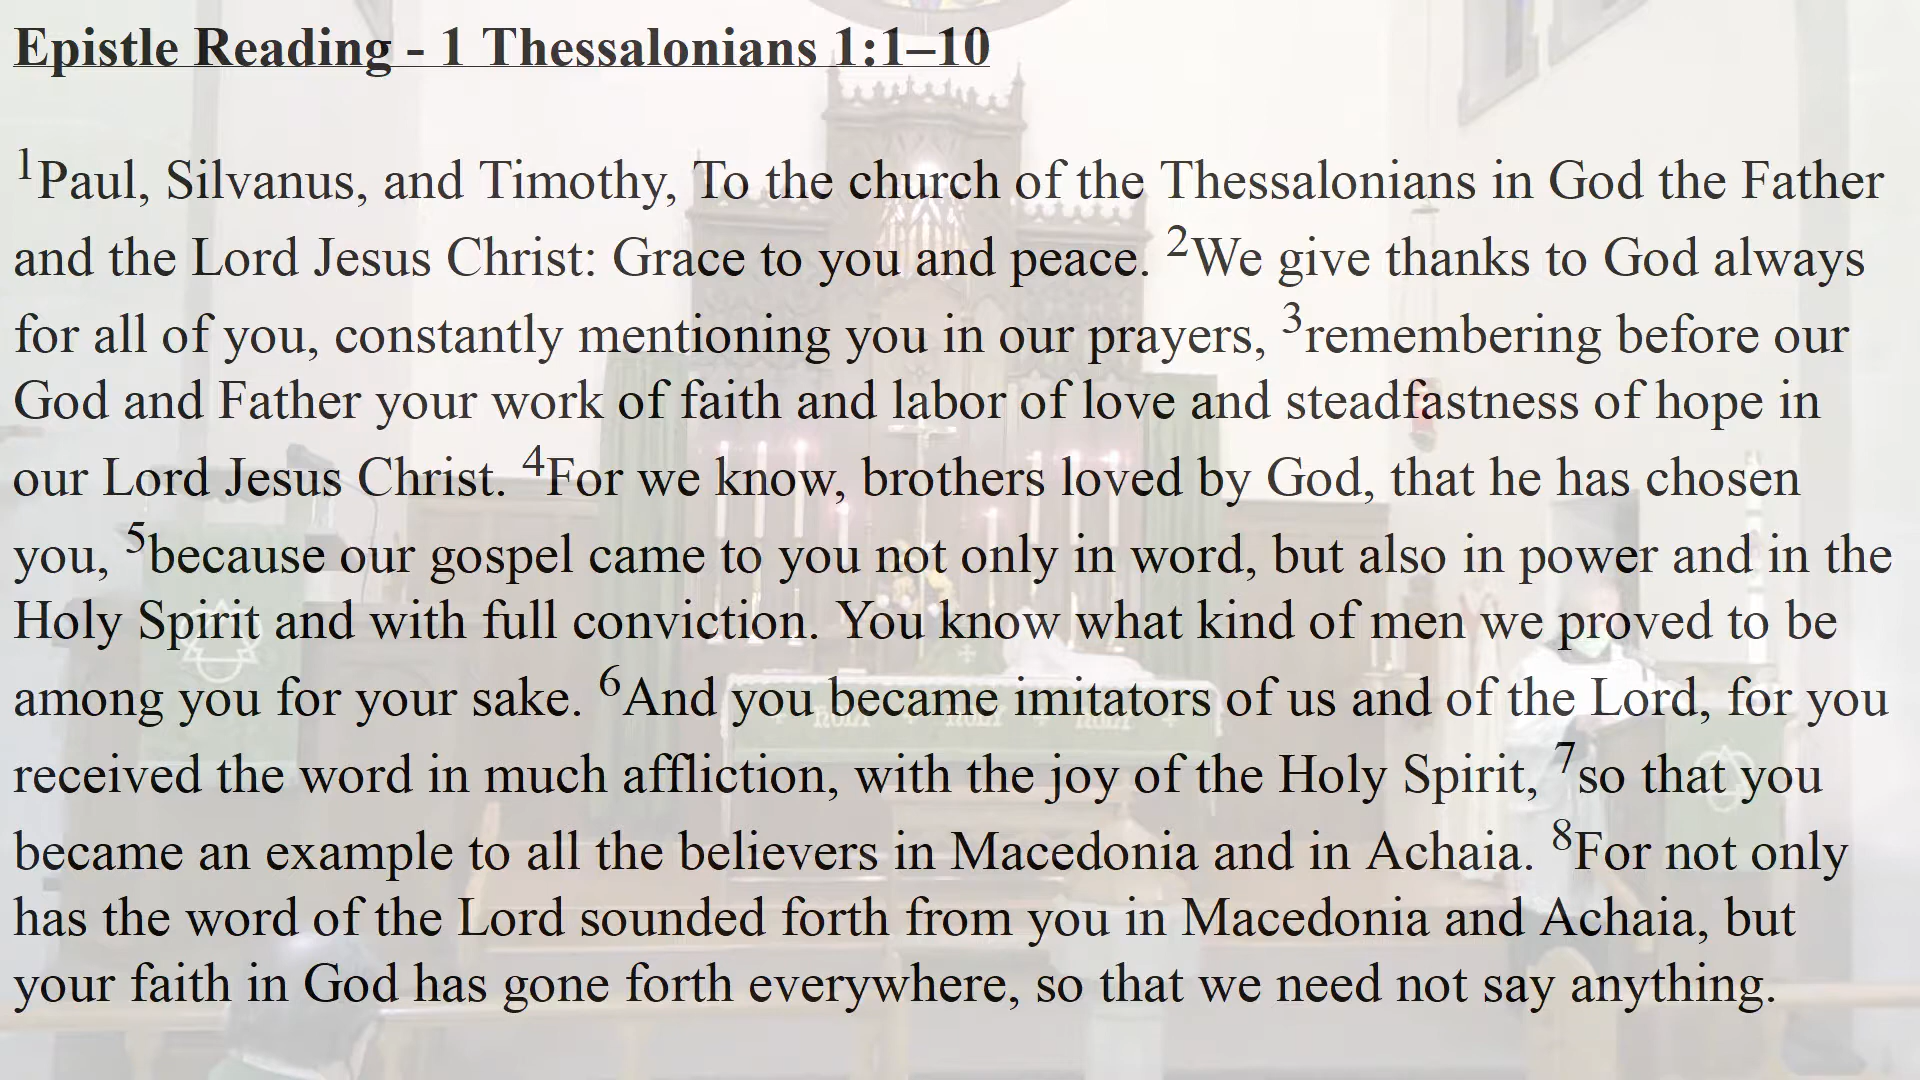 Epistle Reading - 1 Thessalonians 1:1–10
1Paul, Silvanus, and Timothy, To the church of the Thessalonians in God the Father
and the Lord Jesus Christ: Grace to you and peace. 2We give thanks to God always
for all of you, constantly mentioning you in our prayers, 3remembering before our
God and Father your work of faith and labor of love and steadfastness of hope in
our Lord Jesus Christ. 4For we know, brothers loved by God, that he has chosen
you, 5because our gospel came to you not only in word, but also in power and in the
Holy Spirit and with full conviction. You know what kind of men we proved to be
among you for your sake. 6And you became imitators of us and of the Lord, for you
received the word in much affliction, with the joy of the Holy Spirit, 7so that you
became an example to all the believers in Macedonia and in Achaia. 8For not only
has the word of the Lord sounded forth from you in Macedonia and Achaia, but
your faith in God has gone forth everywhere, so that we need not say anything.
HOLY HOLY HOLY